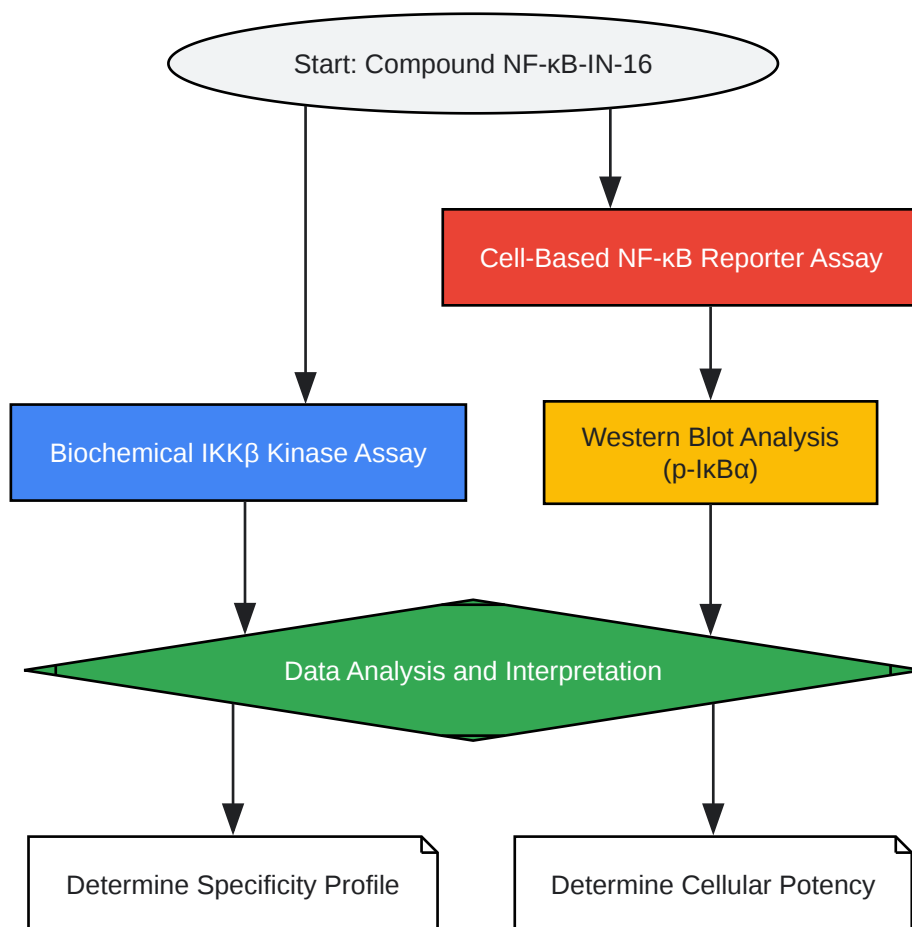 Start: Compound NF-κB-IN-16
Cell-Based NF-κB Reporter Assay
Biochemical IKKβ Kinase Assay
Western Blot Analysis
(p-IκBα)
Data Analysis and Interpretation
Determine Specificity Profile
Determine Cellular Potency